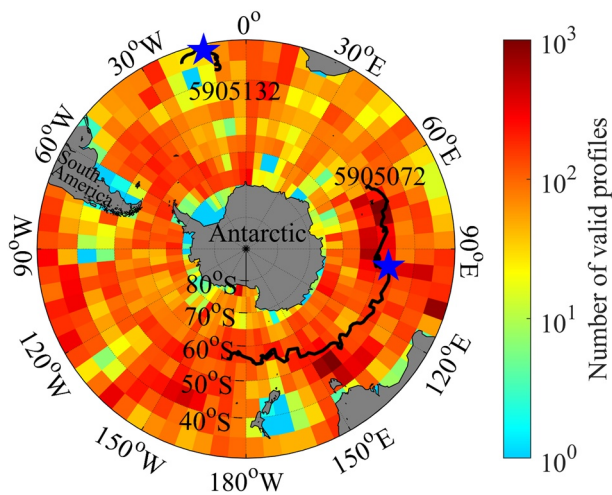 0°
30°W
30°E
60°W
60°E
90°W
90°E
120°W
120°E
150°W
150°E
180°W
5905132
5905072
South
America
Antarctic
80°S
70°S
60°S
50°S
40°S
10³
10²
10¹
10⁰
Number of valid profiles